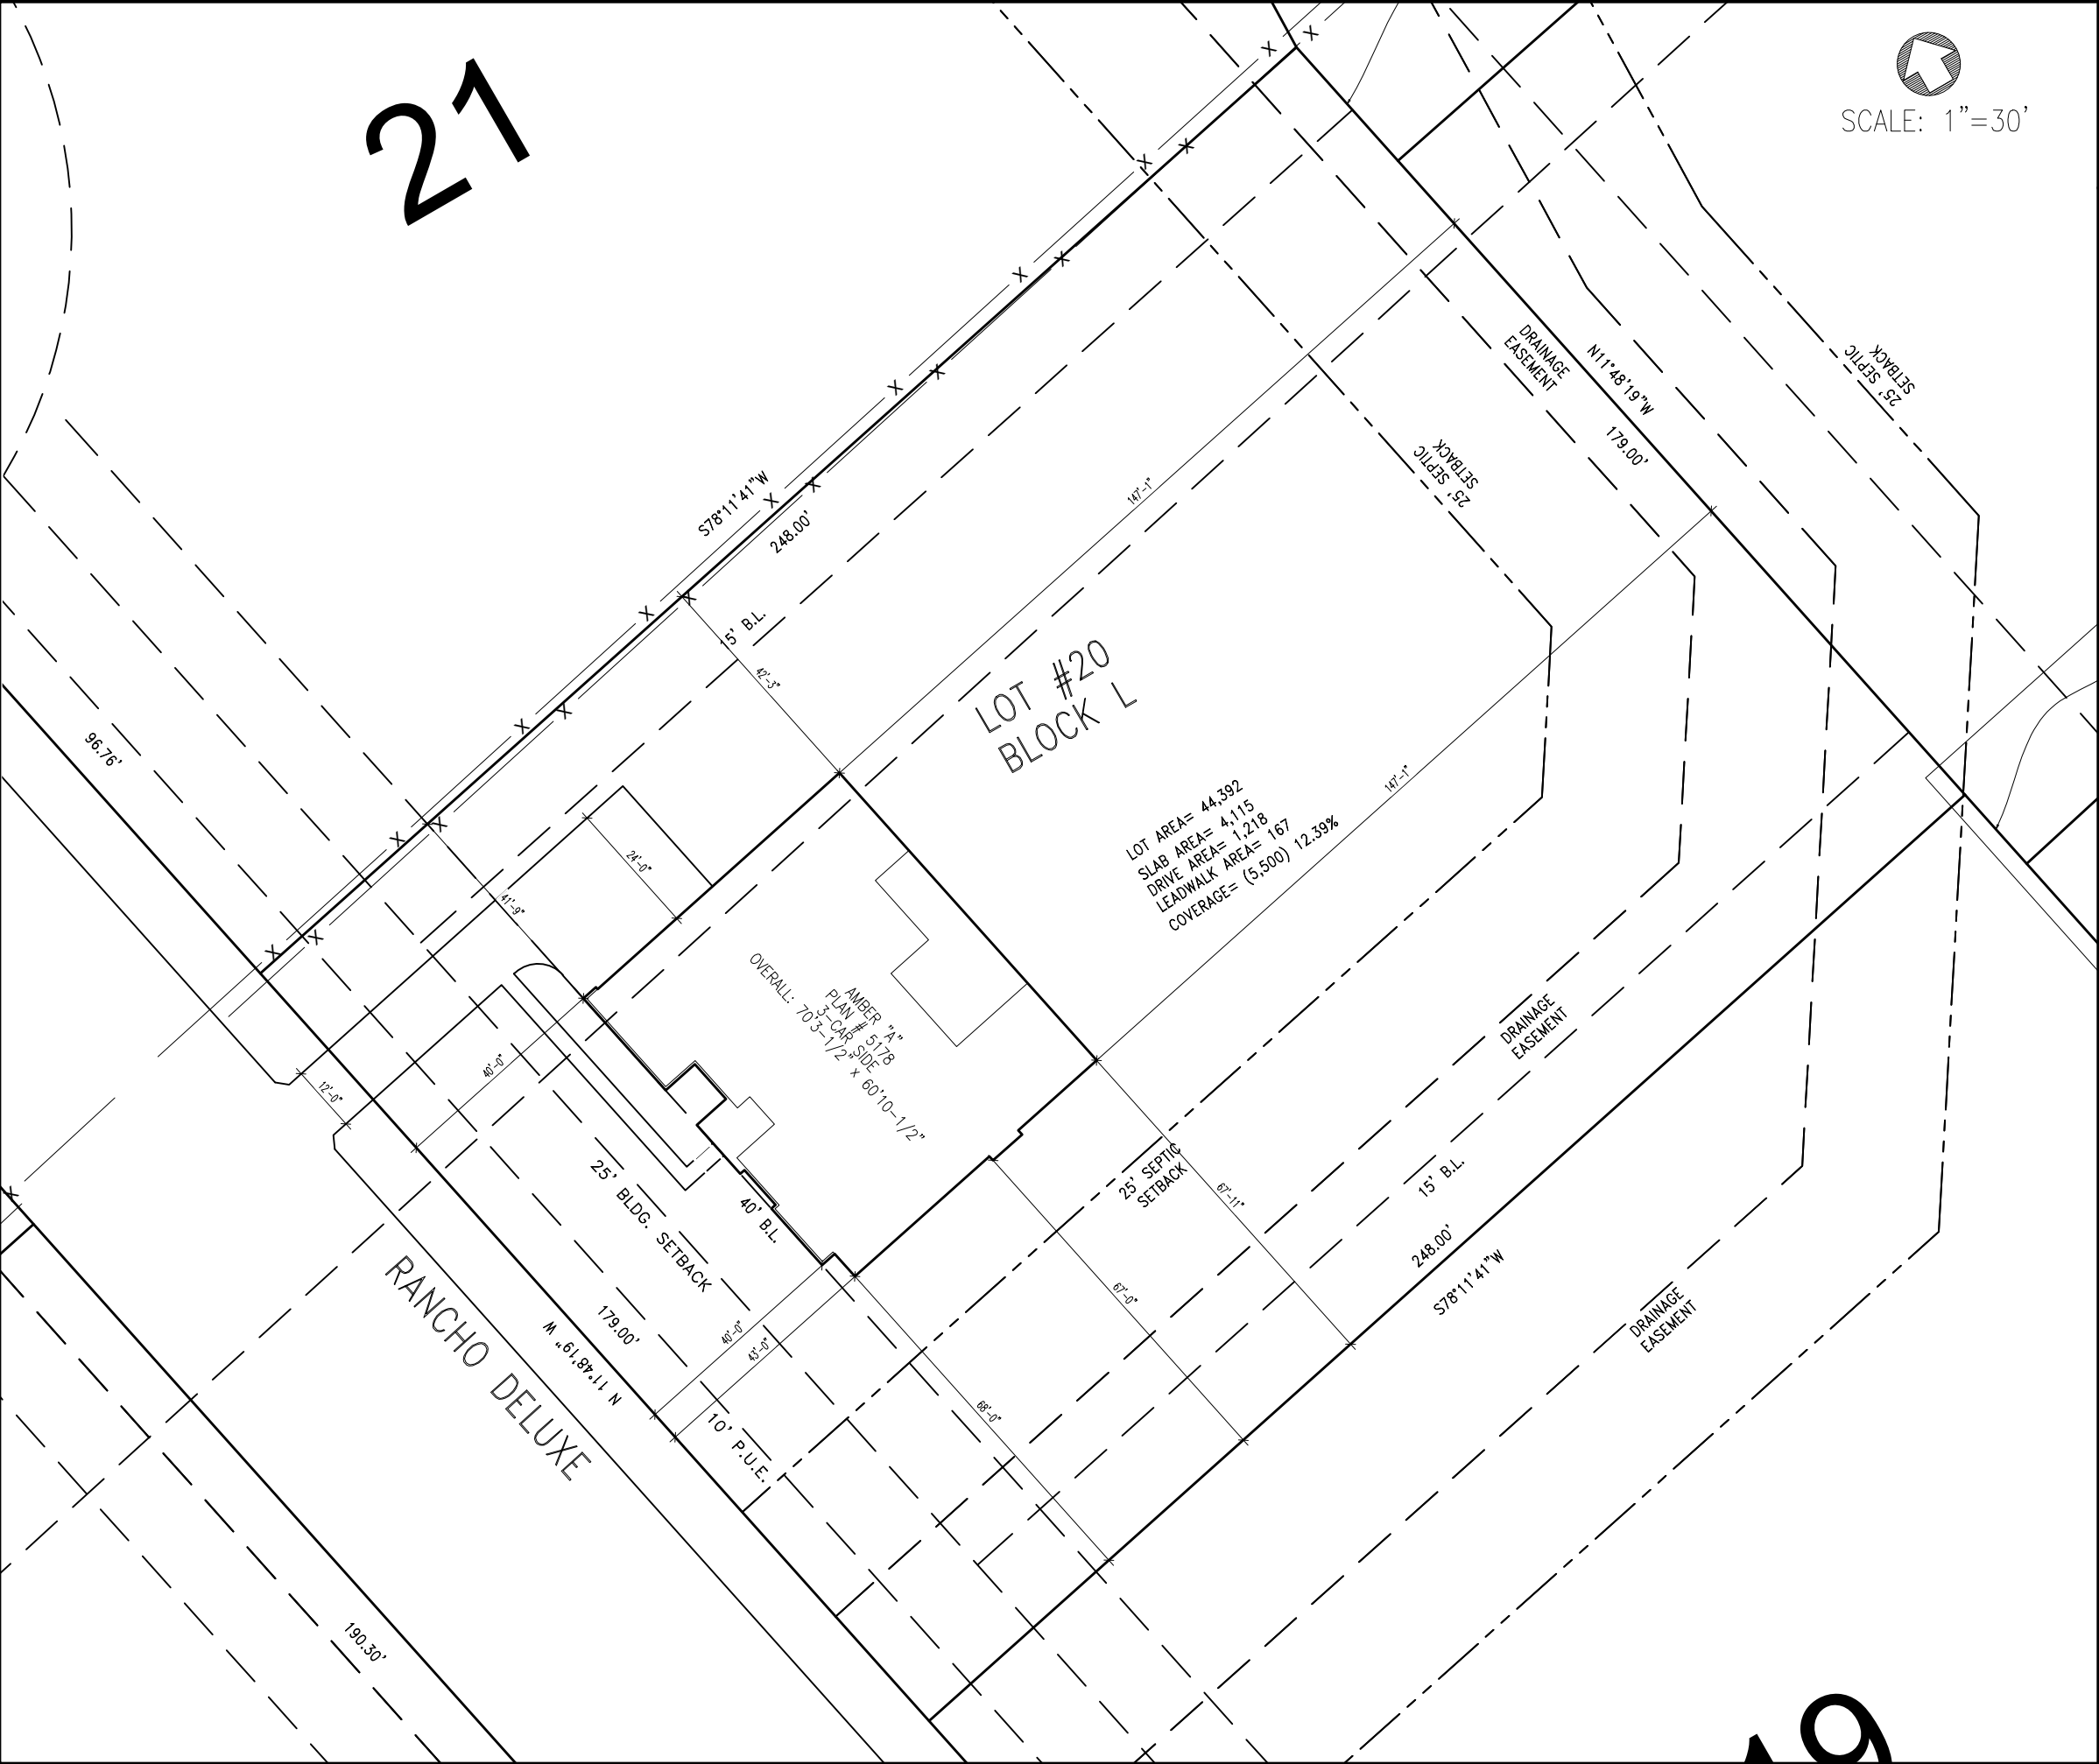 21
SCALE: 1"=30'
DRAINAGE
EASEMENT
N11°48'19"W
179.00'
25' SEPTIC
SETBACK
25' SEPTIC
SETBACK
S78°11'41"W
248.00'
147'-1"
15' B.L.
42'-3"
LOT #20
BLOCK L
96.76'
147'-1"
LOT AREA= 44,392
SLAB AREA= 4,115
DRIVE AREA= 1,218
LEADWALK AREA= 167
COVERAGE= (5,500) 12.39%
24'-0"
41'-9"
AMBER "A"
PLAN # 5178
3-CAR SIDE
OVERALL: 70'3-1/2" x 60'10-1/2"
40'-0"
12'-0"
DRAINAGE
EASEMENT
25' SEPTIC
SETBACK
67'-11"
15' B.L.
25' BLDG. SETBACK
40' B.L.
248.00'
S78°11'41"W
67'-0"
RANCHO DELUXE
179.00'
N 11°48'19" W
40'-0"
43'-0"
DRAINAGE
EASEMENT
68'-0"
10' P.U.E.
190.30'
19